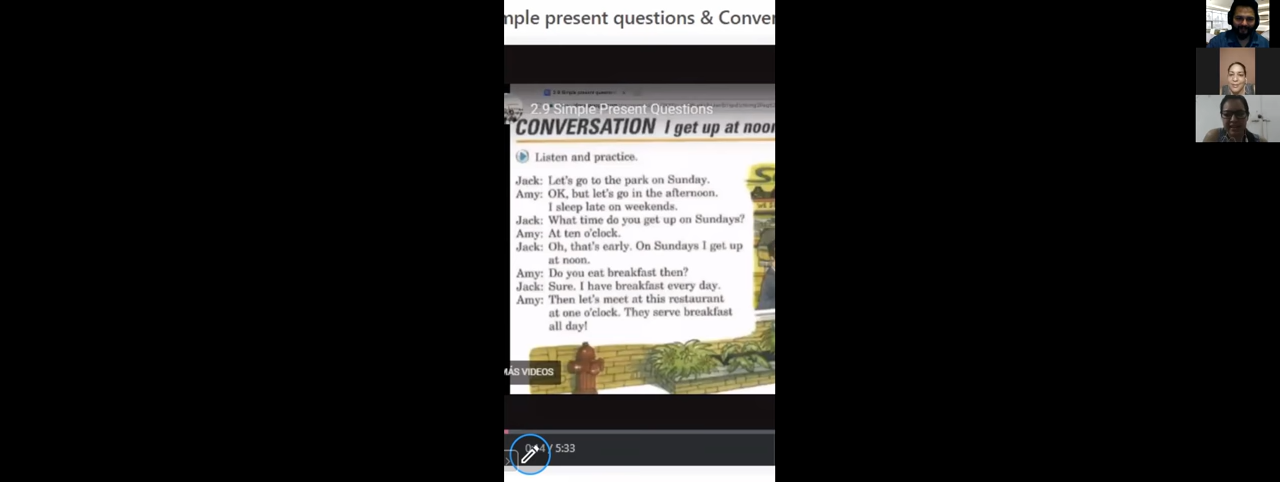 mple present questions & Conver
2.9 Simple Present Questions
CONVERSATION I get up at noon
Listen and practice.
Jack: Let's go to the park on Sunday.
Amy: OK, but let's go in the afternoon.
I sleep late on weekends.
Jack: What time do you get up on Sundays?
Amy: At ten o'clock.
Jack: Oh, that's early. On Sundays I get up
at noon.
Amy: Do you eat breakfast then?
Jack: Sure. I have breakfast every day.
Amy: Then let's meet at this restaurant
at one o'clock. They serve breakfast
all day!
MÁS VIDEOS
/ 5:33